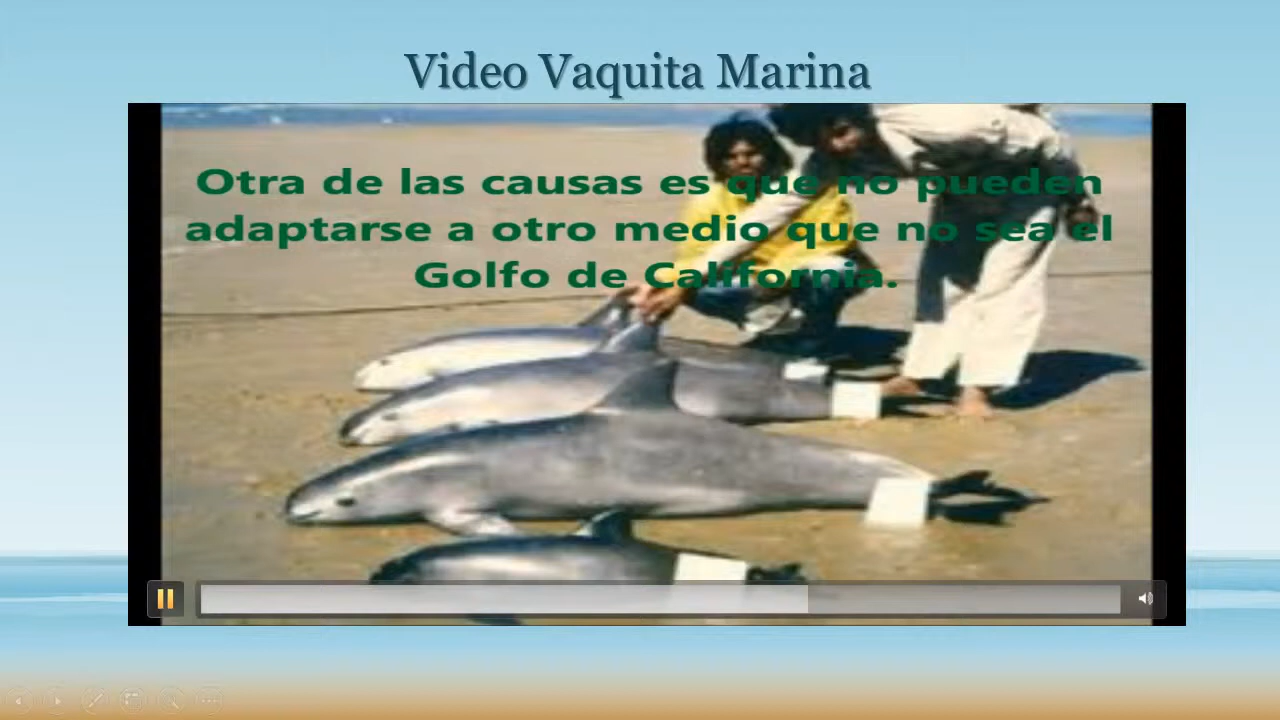 Video Vaquita Marina
Otra de las causas es que no pueden
adaptarse a otro medio que no sea el
Golfo de California.